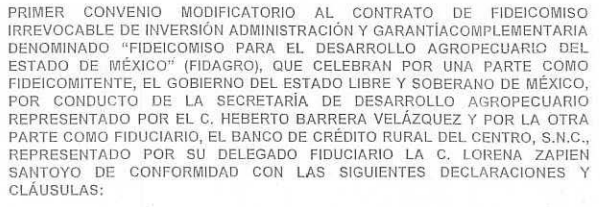 PRIMER CONVENIO MODIFICATORIO AL CONTRATO DE FIDEICOMISO
IRREVOCABLE DE INVERSIÓN ADMINISTRACIÓN Y GARANTÍACOMPLEMENTARIA
DENOMINADO “FIDEICOMISO PARA EL DESARROLLO AGROPECUARIO DEL
ESTADO DE MÉXICO” (FIDAGRO), QUE CELEBRAN POR UNA PARTE COMO
FIDEICOMITENTE, EL GOBIERNO DEL ESTADO LIBRE Y SOBERANO DE MÉXICO,
POR CONDUCTO DE LA SECRETARÍA DE DESARROLLO AGROPECUARIO
REPRESENTADO POR EL C. HEBERTO BARRERA VELÁZQUEZ Y POR LA OTRA
PARTE COMO FIDUCIARIO, EL BANCO DE CRÉDITO RURAL DEL CENTRO, S.N.C.,
REPRESENTADO POR SU DELEGADO FIDUCIARIO LA C. LORENA ZAPIEN
SANTOYO DE CONFORMIDAD CON LAS SIGUIENTES DECLARACIONES Y
CLÁUSULAS: